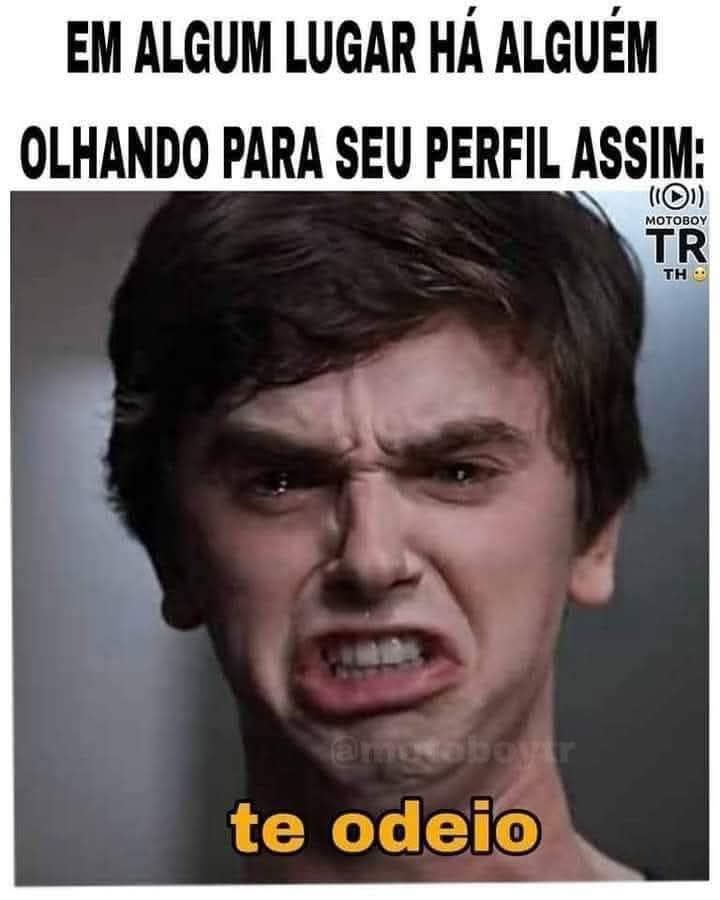 EM ALGUM LUGAR HÁ ALGUÉM
OLHANDO PARA SEU PERFIL ASSIM:
MOTOBOY
TR
TH
@motoboytr
te odeio